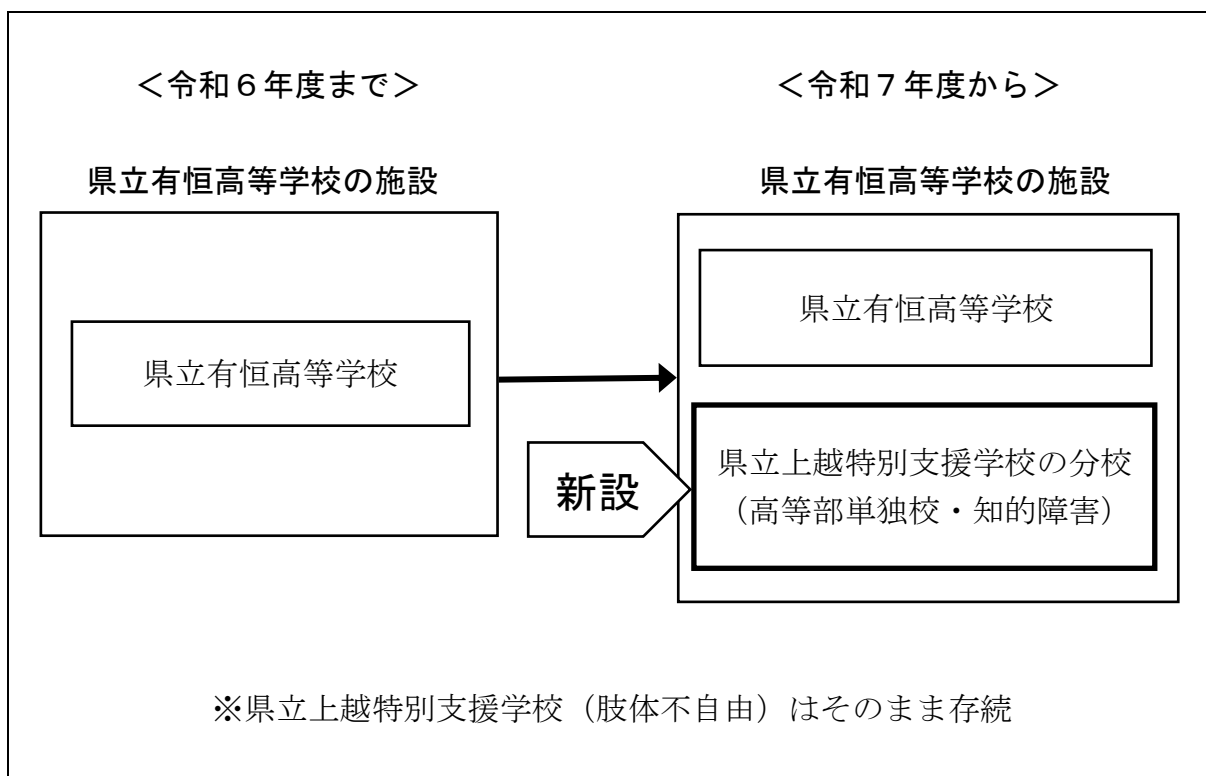 ＜令和６年度まで＞
＜令和７年度から＞
県立有恒高等学校の施設
県立有恒高等学校の施設
県立有恒高等学校
県立有恒高等学校
新設
県立上越特別支援学校の分校
（高等部単独校・知的障害）
※県立上越特別支援学校（肢体不自由）はそのまま存続